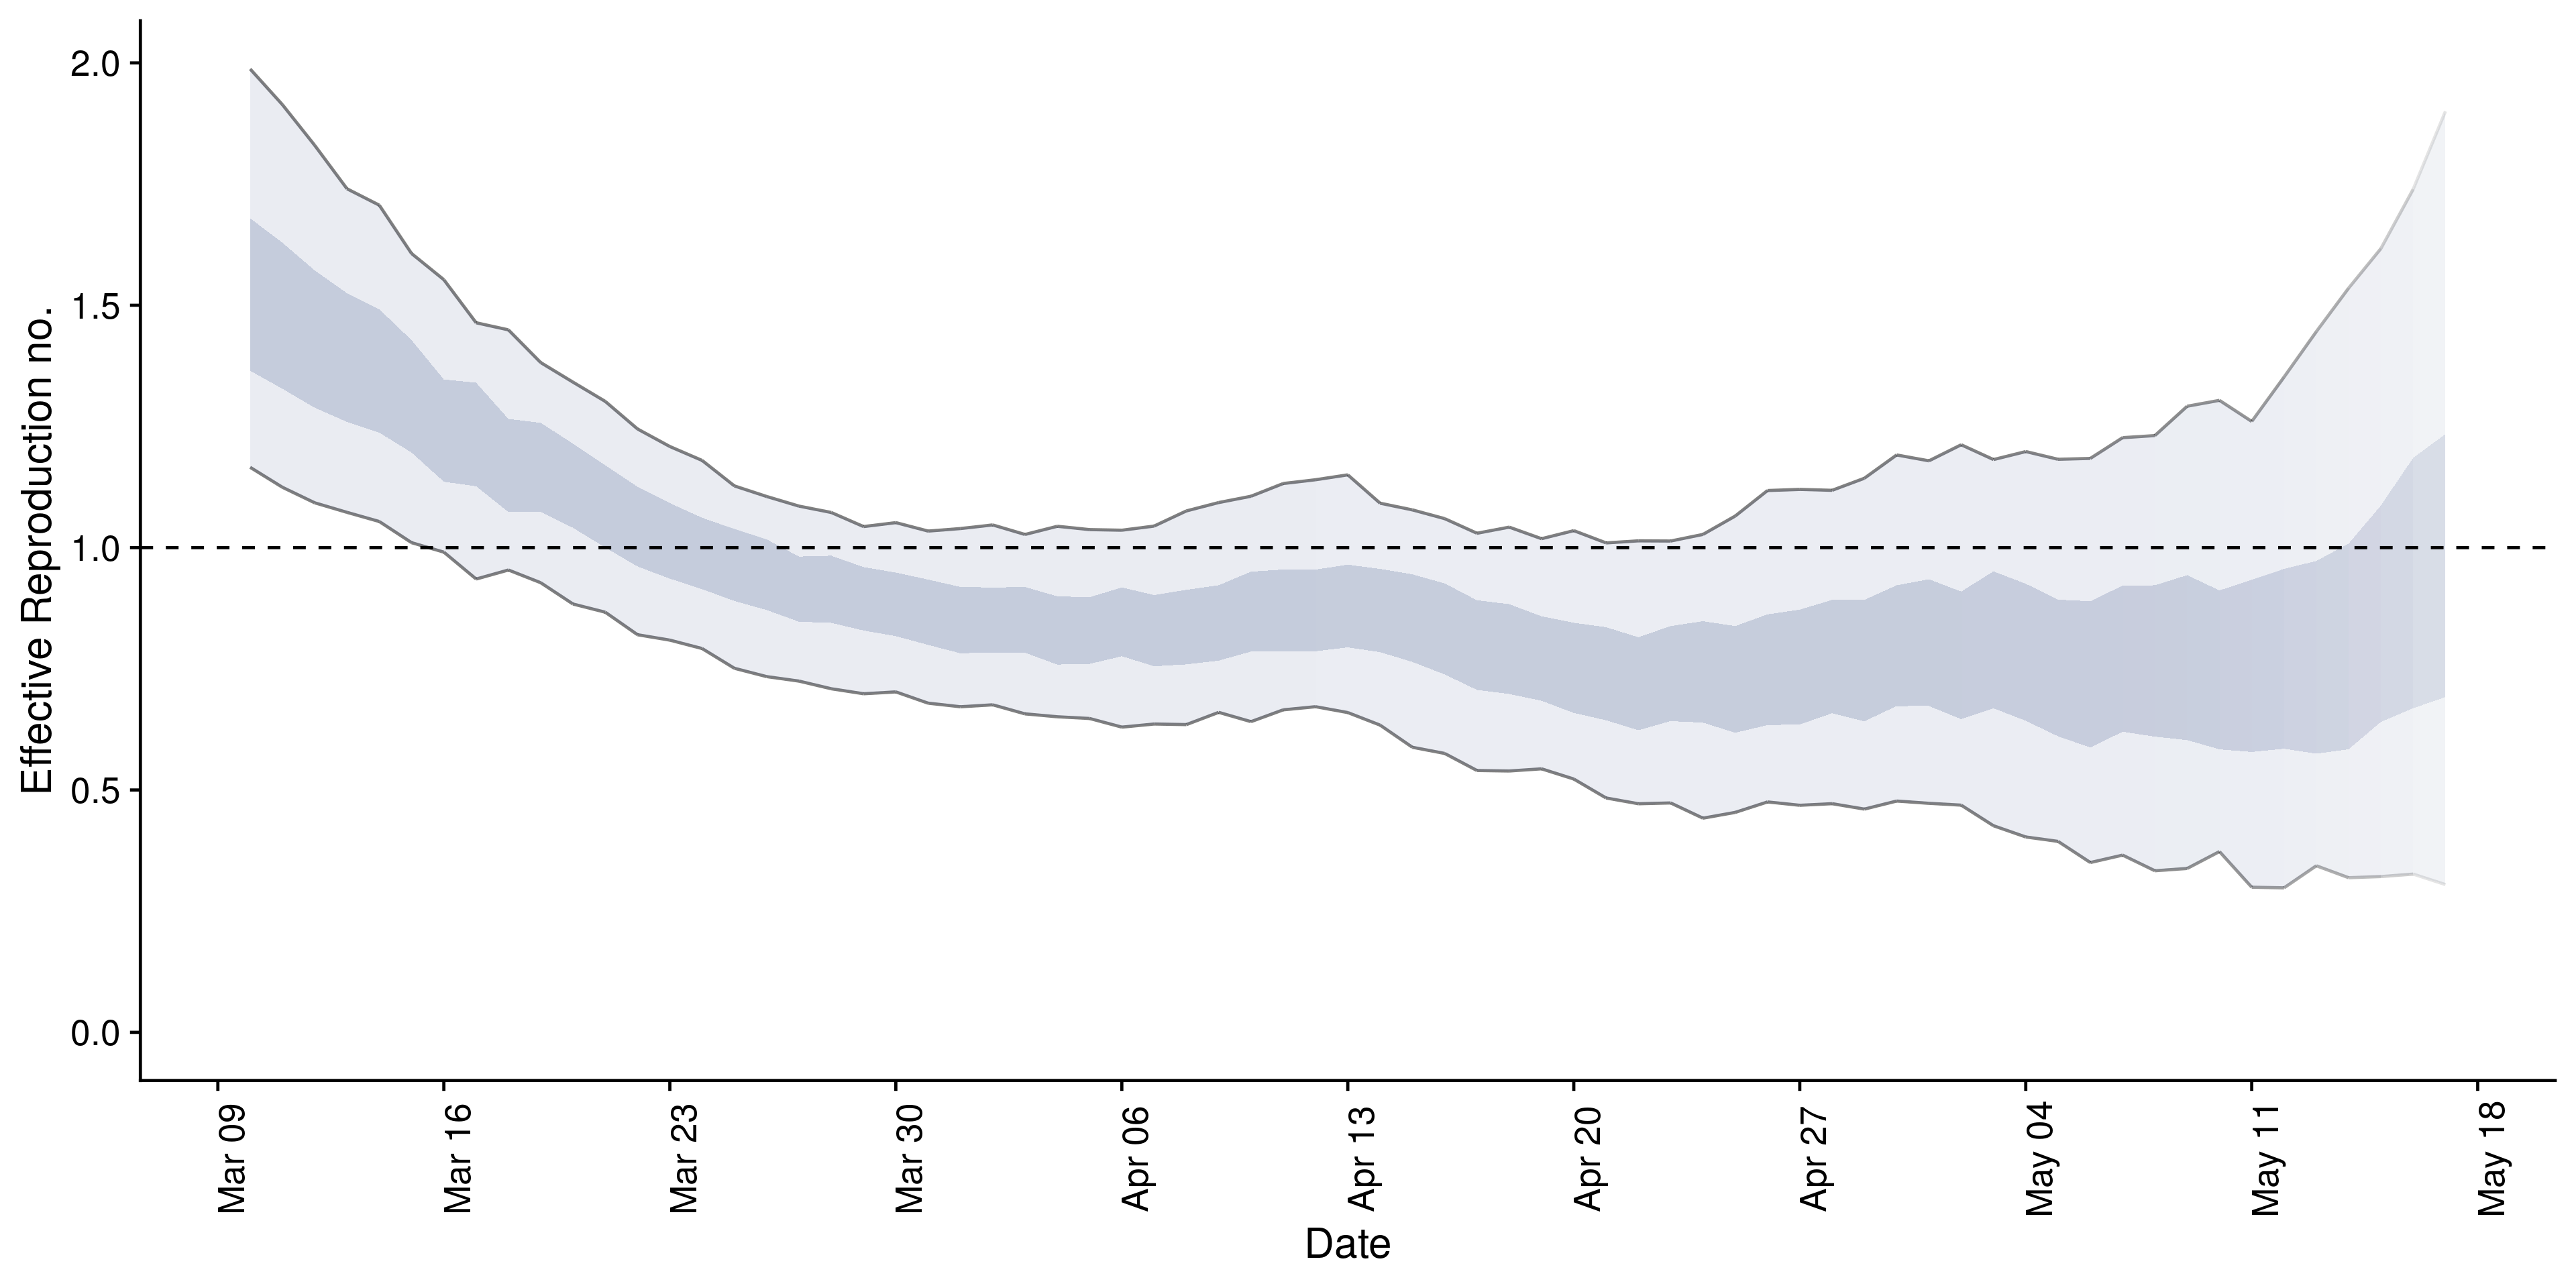 Effective Reproduction no.
2.0
1.5
1.0
0.5
0.0
Mar 09
Mar 16
Mar 23
Mar 30
Apr 06
Apr 13
Apr 20
Apr 27
May 04
May 11
May 18
Date